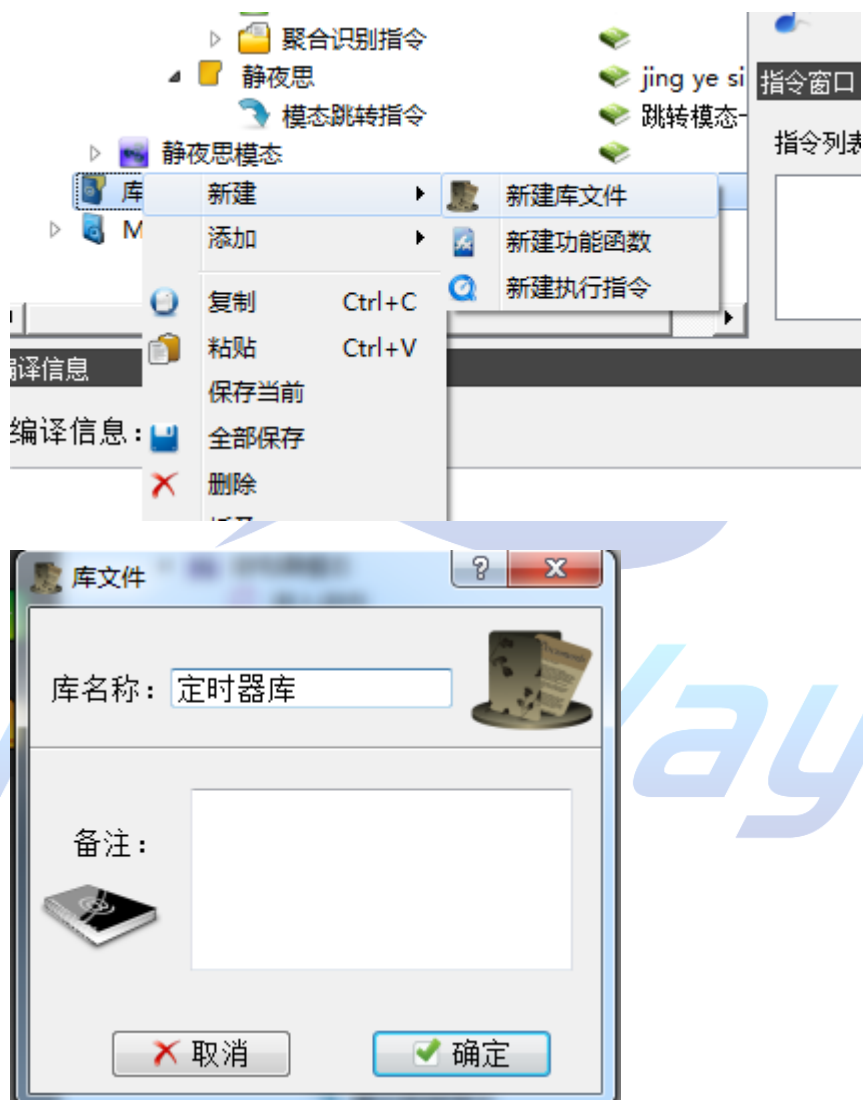 聚合识别指令
静夜思 jing ye si
模态跳转指令 跳转模态
静夜思模态
指令窗口
指令列表
库
M
新建
添加
复制 Ctrl+C
粘贴 Ctrl+V
保存当前
全部保存
删除
新建库文件
新建功能函数
新建执行指令
编译信息
编译信息：
库文件
库名称：定时器库
备注：
取消 确定
lay